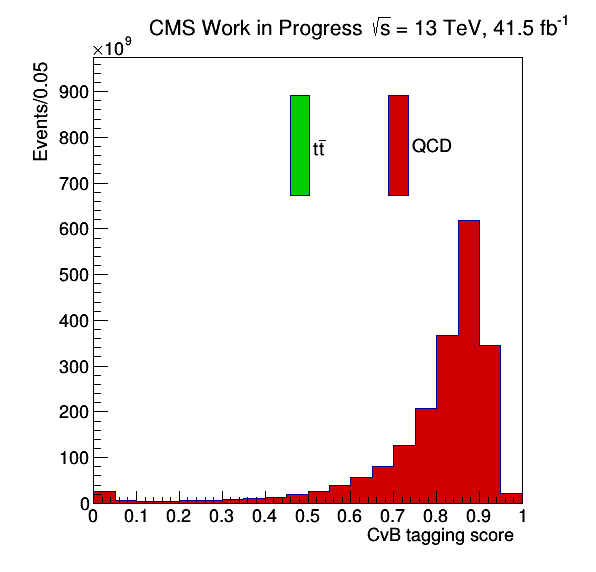 CMS Work in Progress √s = 13 TeV, 41.5 fb⁻¹
×10⁹
Events/0.05
900
800
700
600
500
400
300
200
100
0
tt̅
QCD
0 0.1 0.2 0.3 0.4 0.5 0.6 0.7 0.8 0.9 1
CvB tagging score